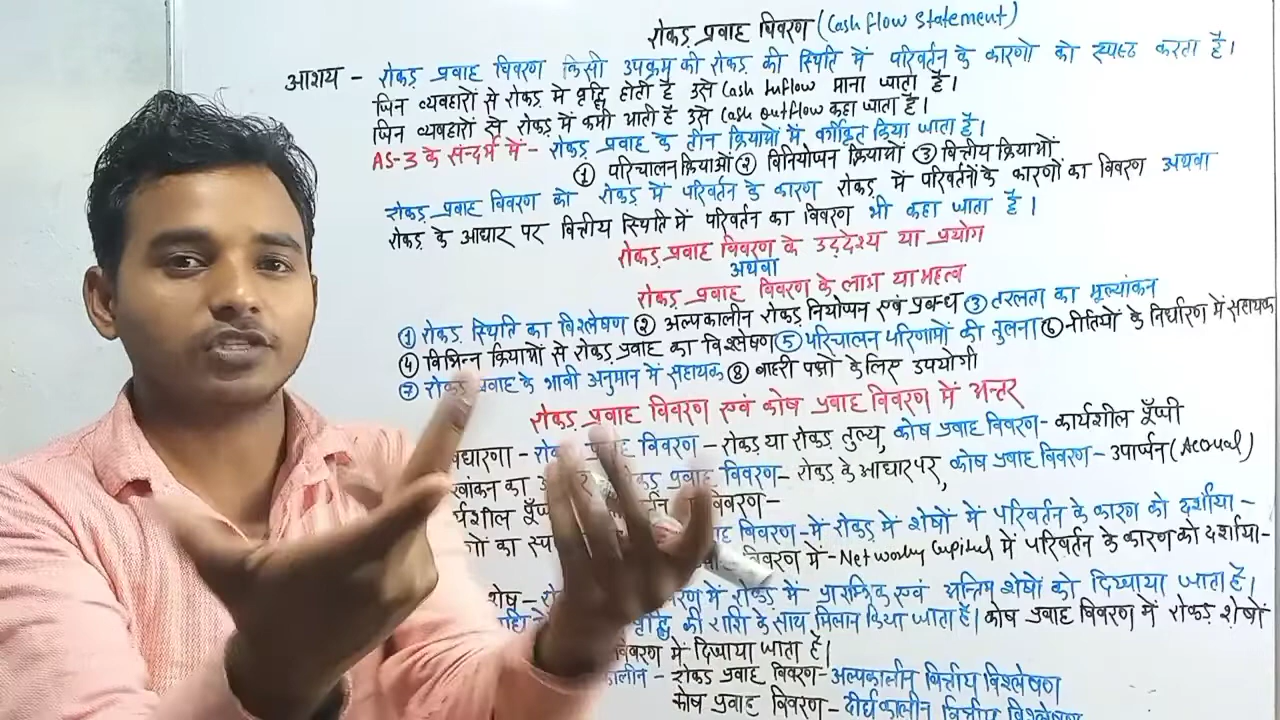 रोकड़ प्रवाह विवरण (Cash flow statement)
आशय - रोकड़ प्रवाह विवरण किसी उपक्रम की रोकड़ की स्थिति में परिवर्तन के कारणो को स्पष्ट करता है।
जिन व्यवहारों से रोकड़ में वृद्धि होती है उसे Cash Inflow माना जाता है।
जिन व्यवहारों से रोकड़ में कमी आती है उसे Cash outflow कहा जाता है।
AS-3 के संदर्भ में - रोकड़ प्रवाह के तीन क्रियाओं में वर्गीकृत किया जाता है।
① परिचालन क्रियाओं ② विनियोजन क्रियाओं ③ वित्तीय क्रियाओं
रोकड़ प्रवाह विवरण को रोकड़ में परिवर्तन के कारण रोकड़ में परिवर्तनों के कारणों का विवरण अथवा
रोकड़ के आधार पर वित्तीय स्थिति में परिवर्तन का विवरण भी कहा जाता है।
रोकड़ प्रवाह विवरण के उद्देश्य या प्रयोग
अथवा
रोकड़ प्रवाह विवरण के लाभ या महत्व
① रोकड़ स्थिति का विश्लेषण ② अल्पकालीन रोकड़ नियोजन एवं प्रबन्ध ③ तरलता का मूल्यांकन
④ विभिन्न क्रियाओं से रोकड़ प्रवाह का विश्लेषण ⑤ परिचालन परिणामों की तुलना ⑥ नीतियों के निर्धारण में सहायक
⑦ रोकड़ प्रवाह के भावी अनुमान में सहायक ⑧ बाहरी पक्षों के लिए उपयोगी
रोकड़ प्रवाह विवरण एवं कोष प्रवाह विवरण में अन्तर
विवरण - रोकड़ या रोकड़ तुल्य, कोष प्रवाह विवरण - कार्यशील पूँजी
प्रवाह विवरण - रोकड़ के आधार पर, कोष प्रवाह विवरण - उपार्जन (Accrual)
विवरण -
विवरण - में रोकड़ में शेषों में परिवर्तन के कारण को दर्शाया -
विवरण में - Net working Capital में परिवर्तन के कारण को दर्शाया -
शेष - में रोकड़ में प्रारम्भिक एवं अन्तिम शेषों को दिखाया जाता है।
वृद्धि की राशि के साथ मिलान किया जाता है। कोष प्रवाह विवरण में रोकड़ शेषों
विवरण में दिखाया जाता है।
रोकड़ प्रवाह विवरण - अल्पकालीन वित्तीय विश्लेषण
कोष प्रवाह विवरण - दीर्घकालीन वित्तीय विश्लेषण